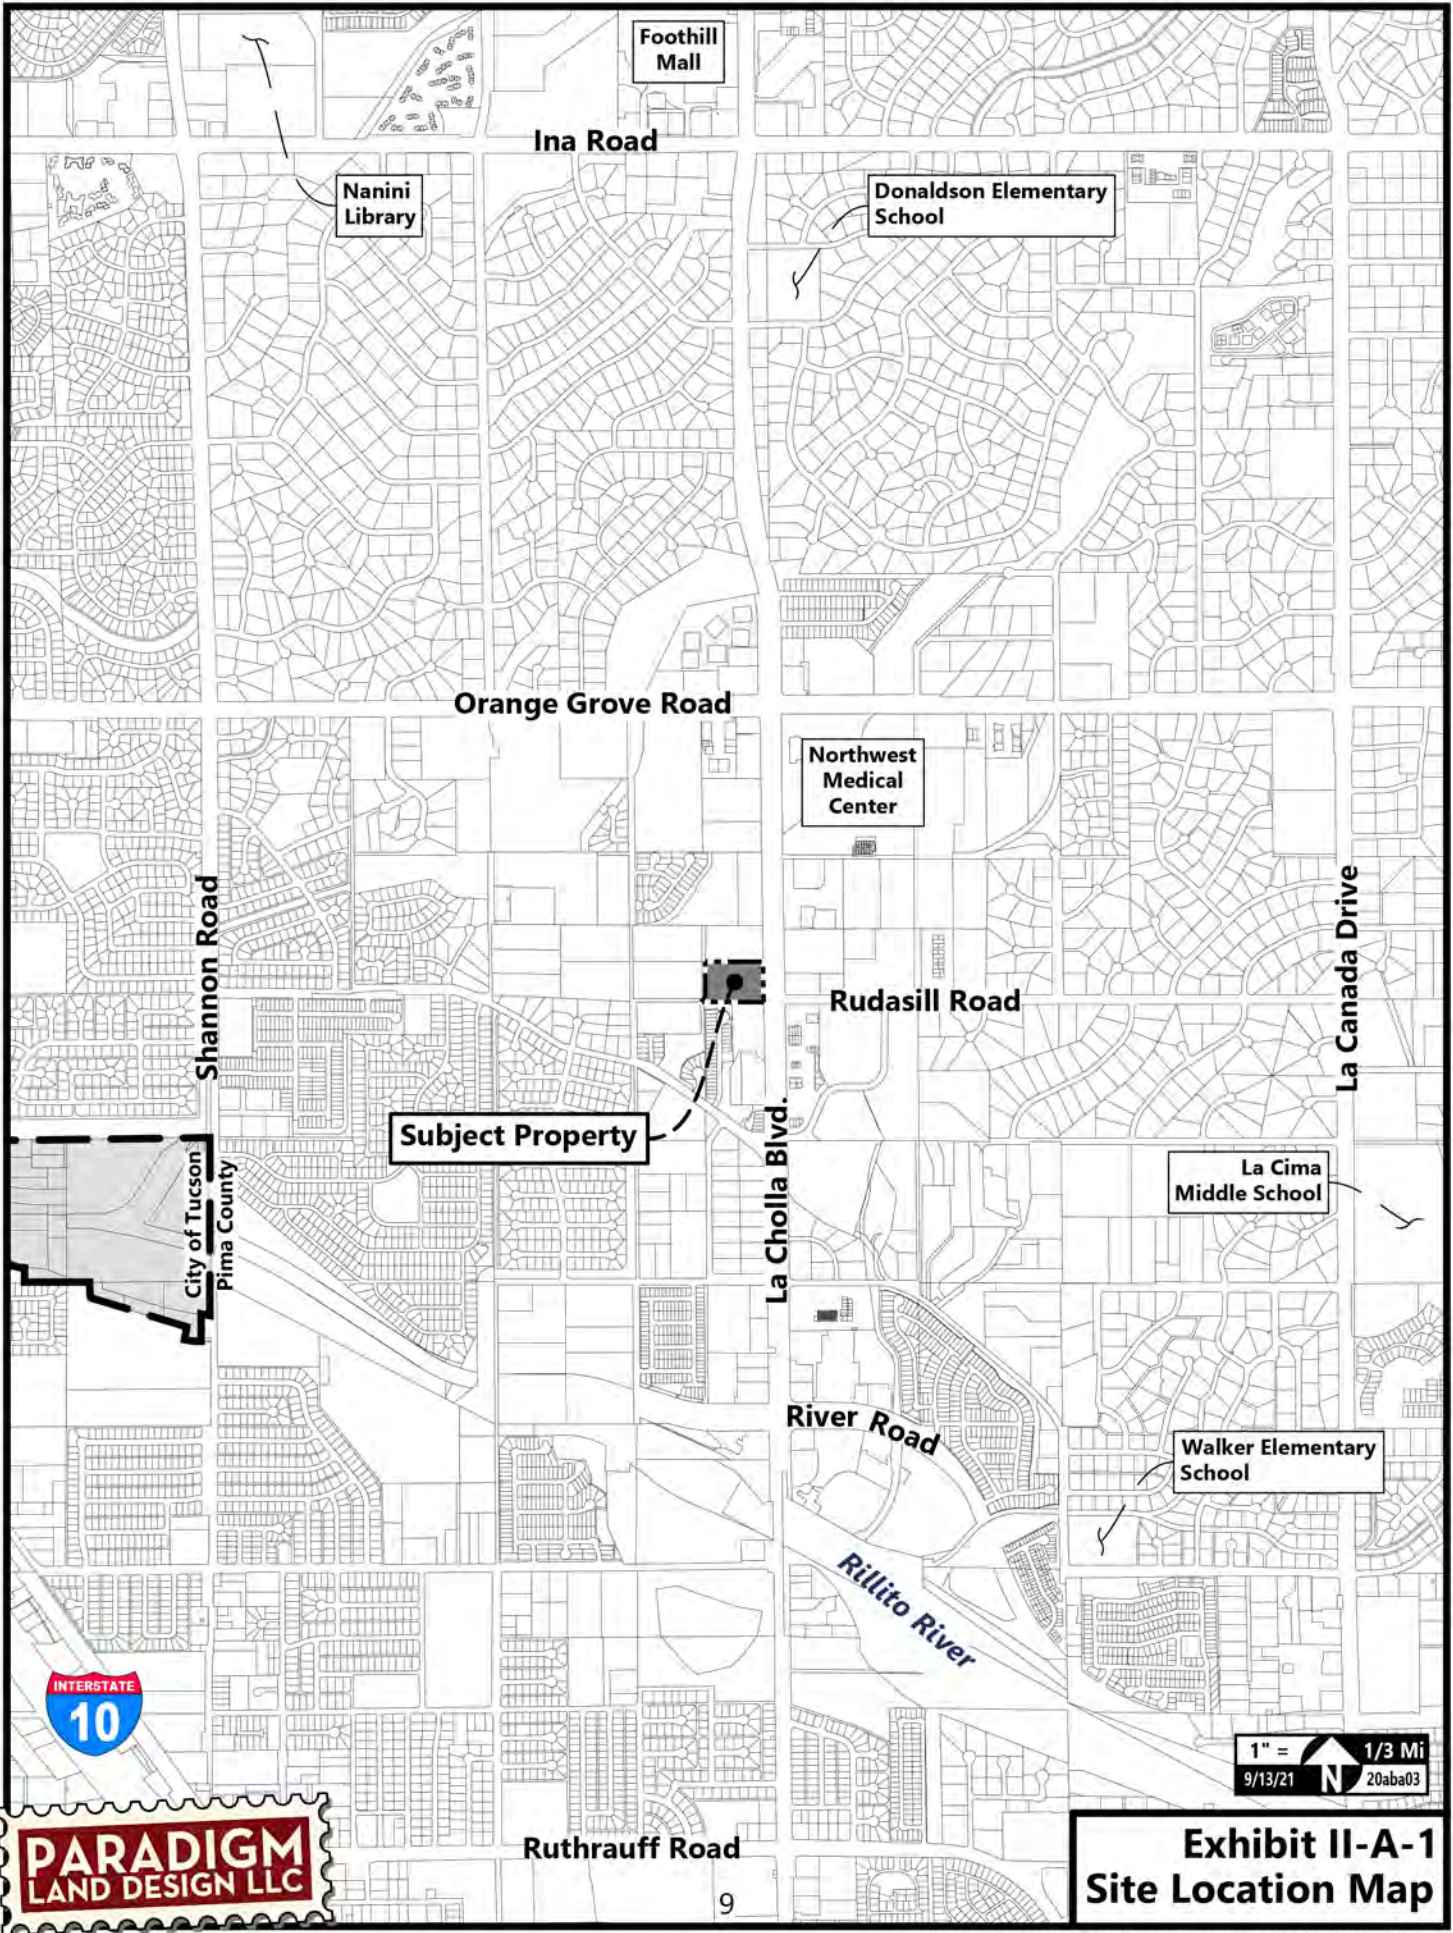 Foothill
Mall
Ina Road
Nanini
Library
Donaldson Elementary
School
Orange Grove Road
Northwest
Medical
Center
Shannon Road
La Canada Drive
Rudasill Road
Subject Property
La Cholla Blvd.
City of Tucson
Pima County
La Cima
Middle School
River Road
Walker Elementary
School
Rillito River
INTERSTATE
10
1" = 1/3 Mi
9/13/21 N 20aba03
PARADIGM
LAND DESIGN LLC
Ruthrauff Road
9
Exhibit II-A-1
Site Location Map